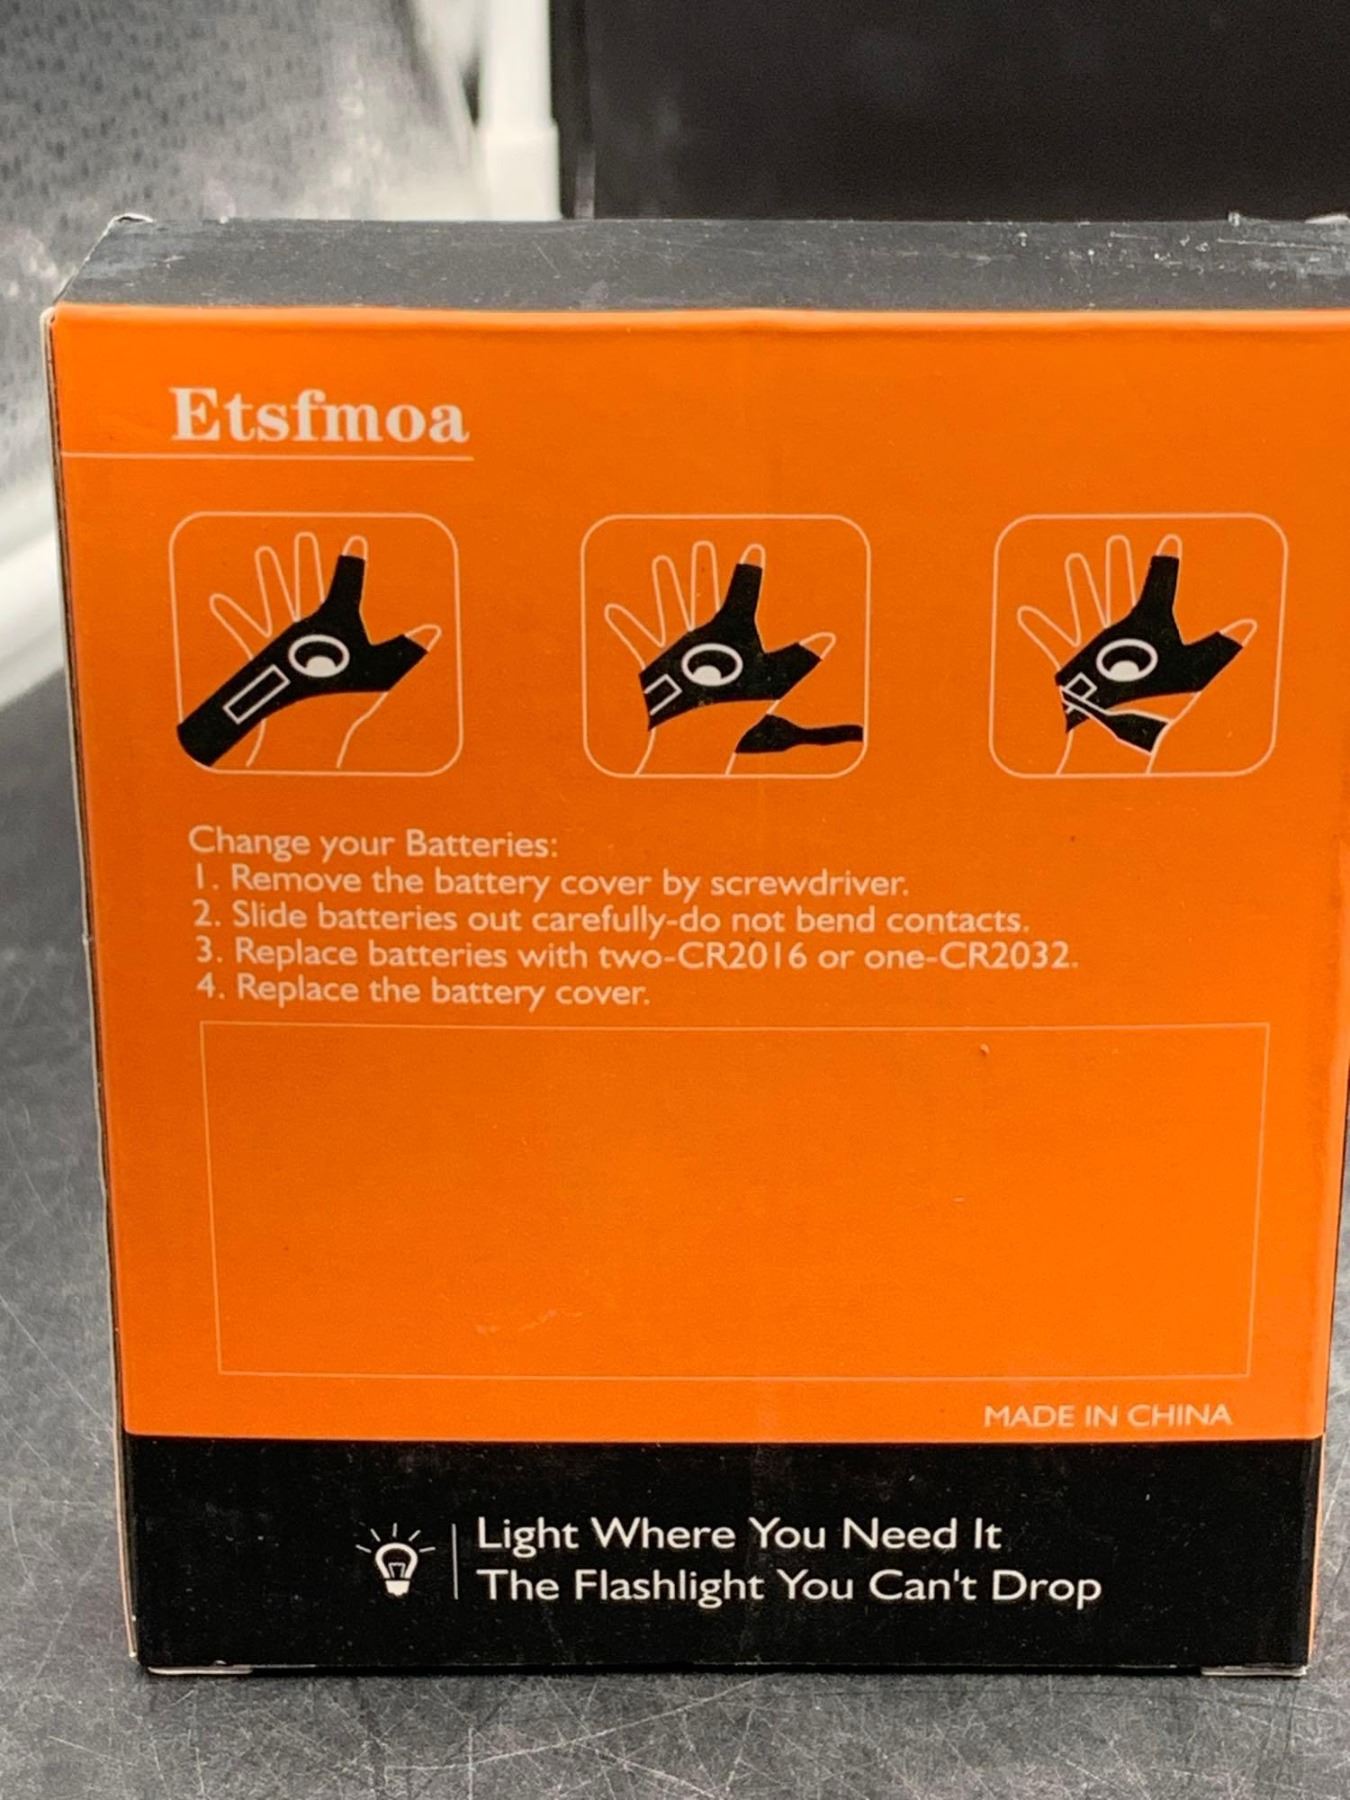 Etsfmoa
Change your Batteries:
1. Remove the battery cover by screwdriver.
2. Slide batteries out carefully-do not bend contacts.
3. Replace batteries with two-CR2016 or one-CR2032.
4. Replace the battery cover.
MADE IN CHINA
Light Where You Need It
The Flashlight You Can't Drop